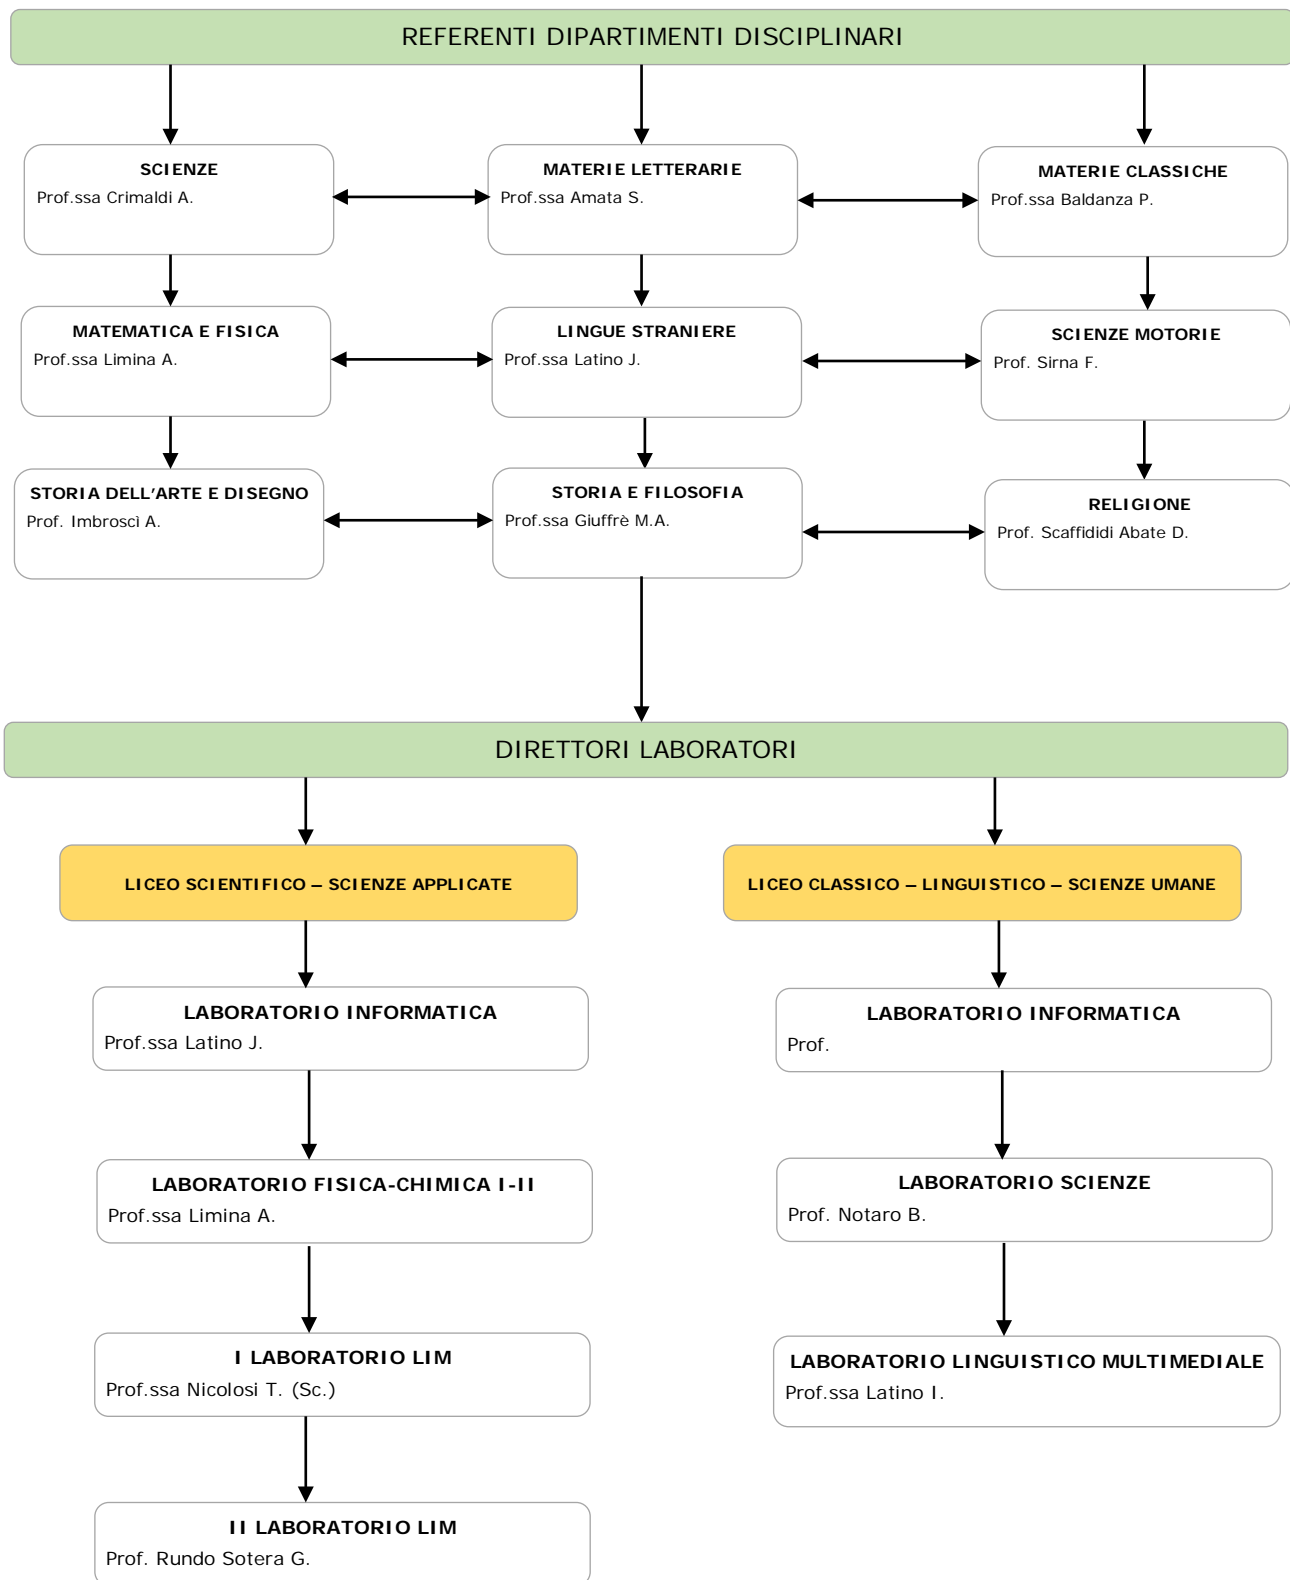 REFERENTI DIPARTIMENTI DISCIPLINARI
SCIENZE
Prof.ssa Crimaldi A.
MATERIE LETTERARIE
Prof.ssa Amata S.
MATERIE CLASSICHE
Prof.ssa Baldanza P.
MATEMATICA E FISICA
Prof.ssa Limina A.
LINGUE STRANIERE
Prof.ssa Latino J.
SCIENZE MOTORIE
Prof. Sirna F.
STORIA DELL’ARTE E DISEGNO
Prof. Imbroscì A.
STORIA E FILOSOFIA
Prof.ssa Giuffrè M.A.
RELIGIONE
Prof. Scaffididi Abate D.
DIRETTORI LABORATORI
LICEO SCIENTIFICO – SCIENZE APPLICATE
LICEO CLASSICO – LINGUISTICO – SCIENZE UMANE
LABORATORIO INFORMATICA
Prof.ssa Latino J.
LABORATORIO INFORMATICA
Prof.
LABORATORIO FISICA-CHIMICA I-II
Prof.ssa Limina A.
LABORATORIO SCIENZE
Prof. Notaro B.
I LABORATORIO LIM
Prof.ssa Nicolosi T. (Sc.)
LABORATORIO LINGUISTICO MULTIMEDIALE
Prof.ssa Latino I.
II LABORATORIO LIM
Prof. Rundo Sotera G.